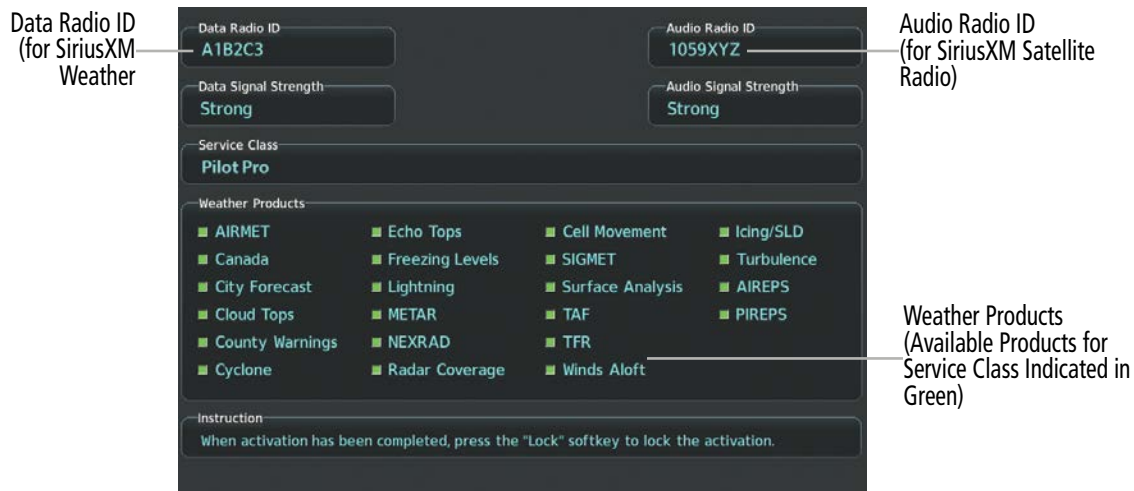 Data Radio ID
(for SiriusXM
Weather
Data Radio ID
A1B2C3
Audio Radio ID
1059XYZ
Audio Radio ID
(for SiriusXM Satellite
Radio)
Data Signal Strength
Strong
Audio Signal Strength
Strong
Service Class
Pilot Pro
Weather Products
AIRMET Echo Tops Cell Movement Icing/SLD
Canada Freezing Levels SIGMET Turbulence
City Forecast Lightning Surface Analysis AIREPS
Cloud Tops METAR TAF PIREPS
County Warnings NEXRAD TFR
Cyclone Radar Coverage Winds Aloft
Weather Products
(Available Products for
Service Class Indicated in
Green)
Instruction
When activation has been completed, press the "Lock" softkey to lock the activation.